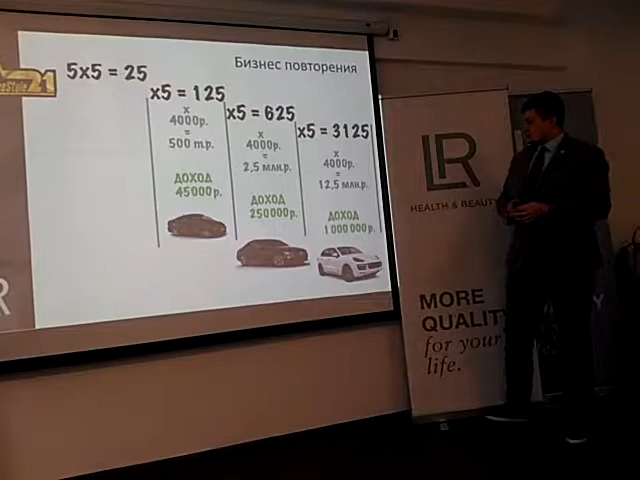 Бизнес повторения
5x5 = 25
x5 = 125
x
4000р.
=
500 т.р.
ДОХОД
45000р.
x5 = 625
x
4000р.
=
2,5 млн.р.
ДОХОД
250000р.
x5 = 3125
x
4000р.
=
12,5 млн.р.
ДОХОД
1 000 000р.
21
R
LR
HEALTH & BEAUTY
MORE
QUALITY
for your
life.